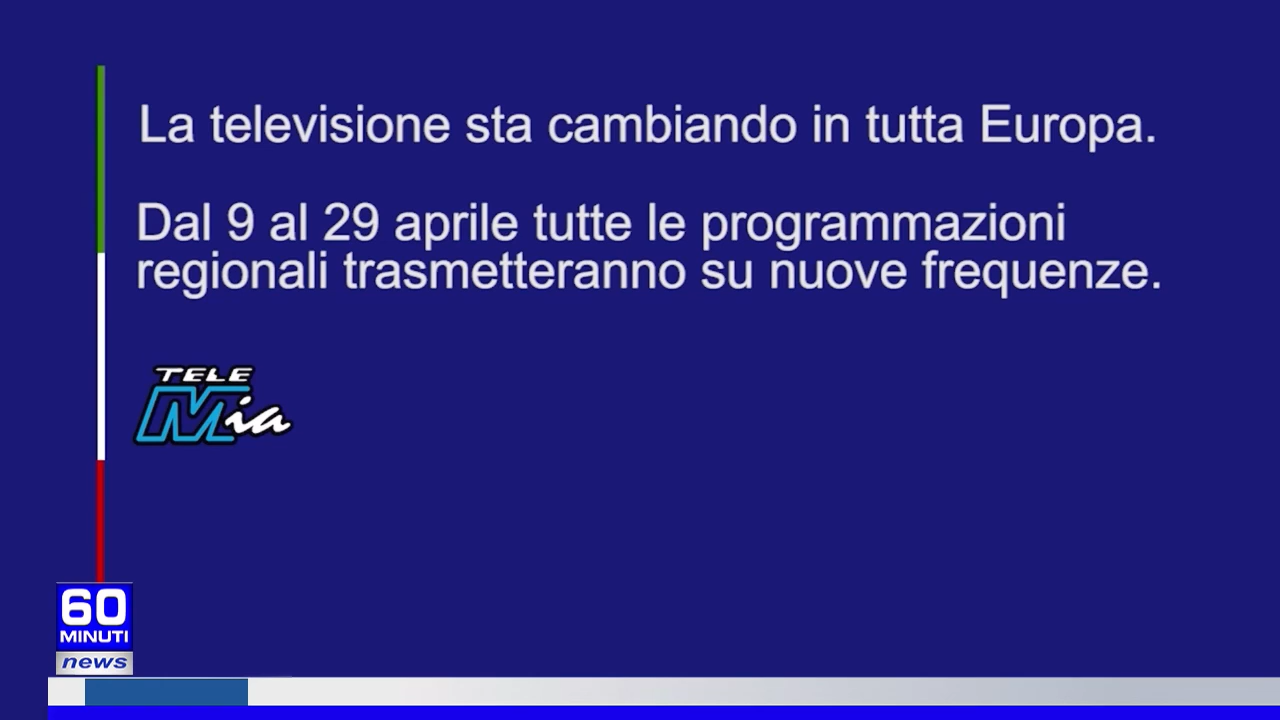 La televisione sta cambiando in tutta Europa.
Dal 9 al 29 aprile tutte le programmazioni
regionali trasmetteranno su nuove frequenze.
TELE
Mia
60
MINUTI
news